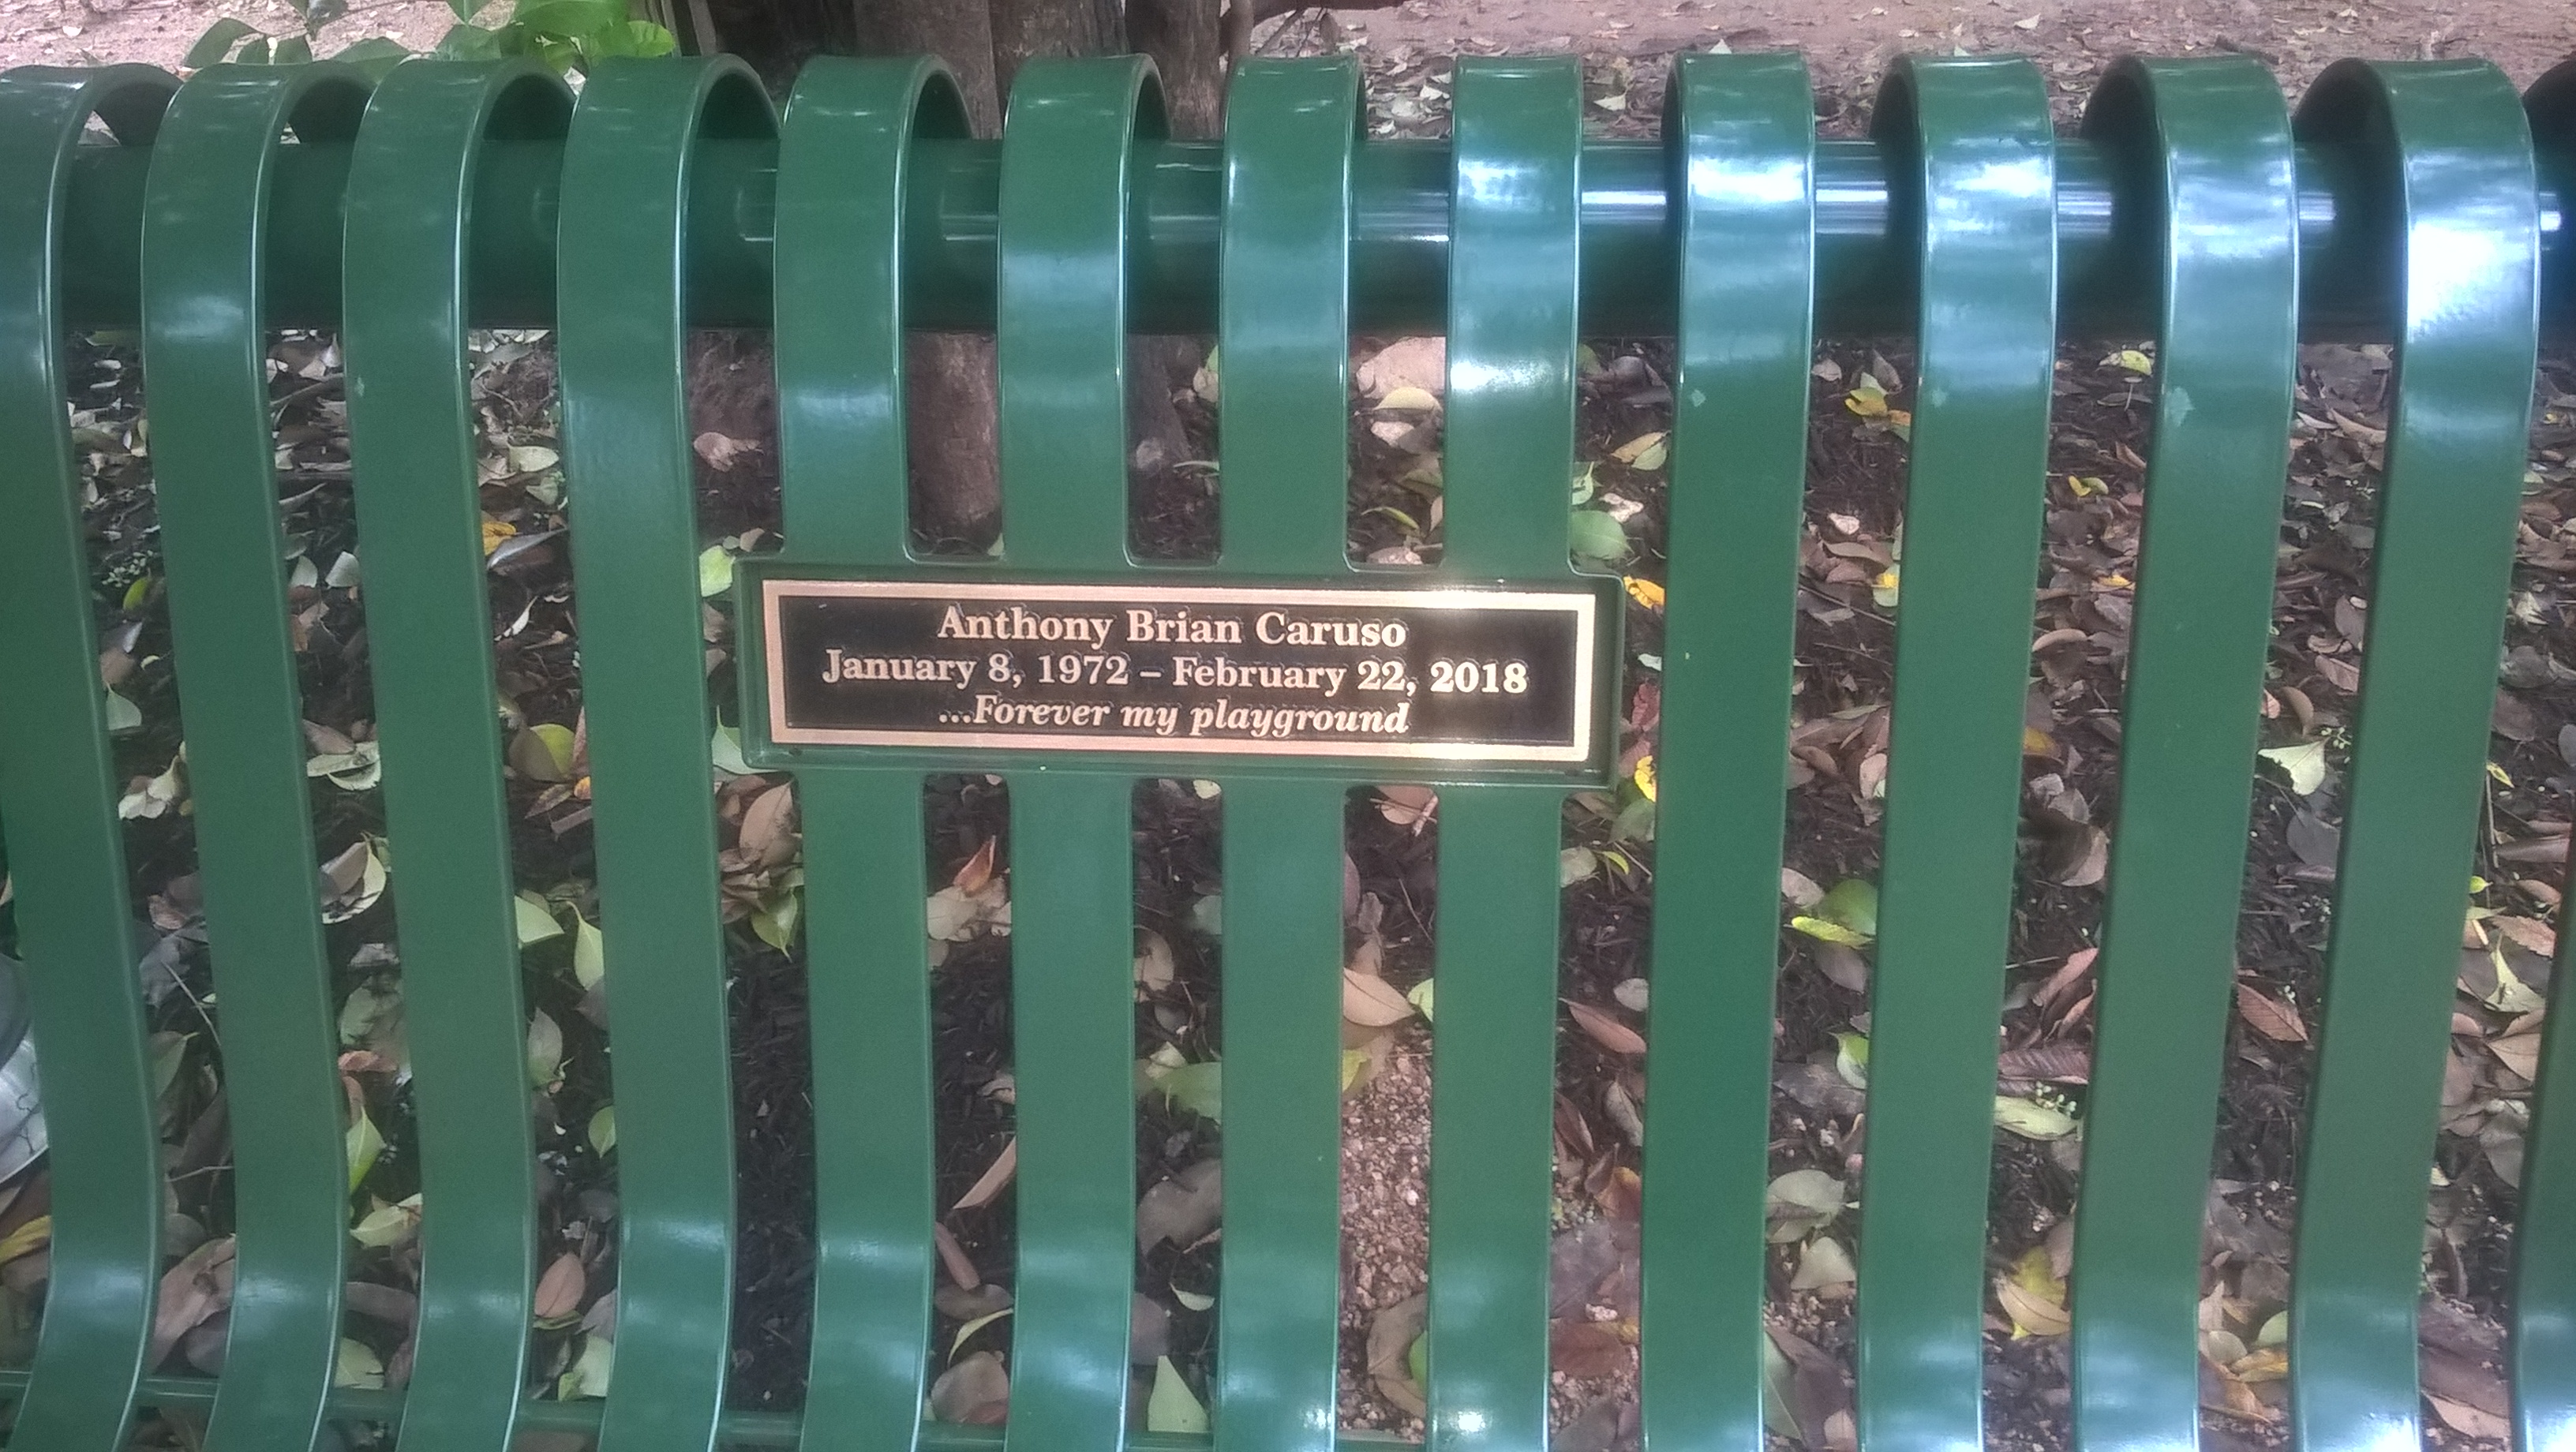 Anthony Brian Caruso
January 8, 1972 – February 22, 2018
...Forever my playground